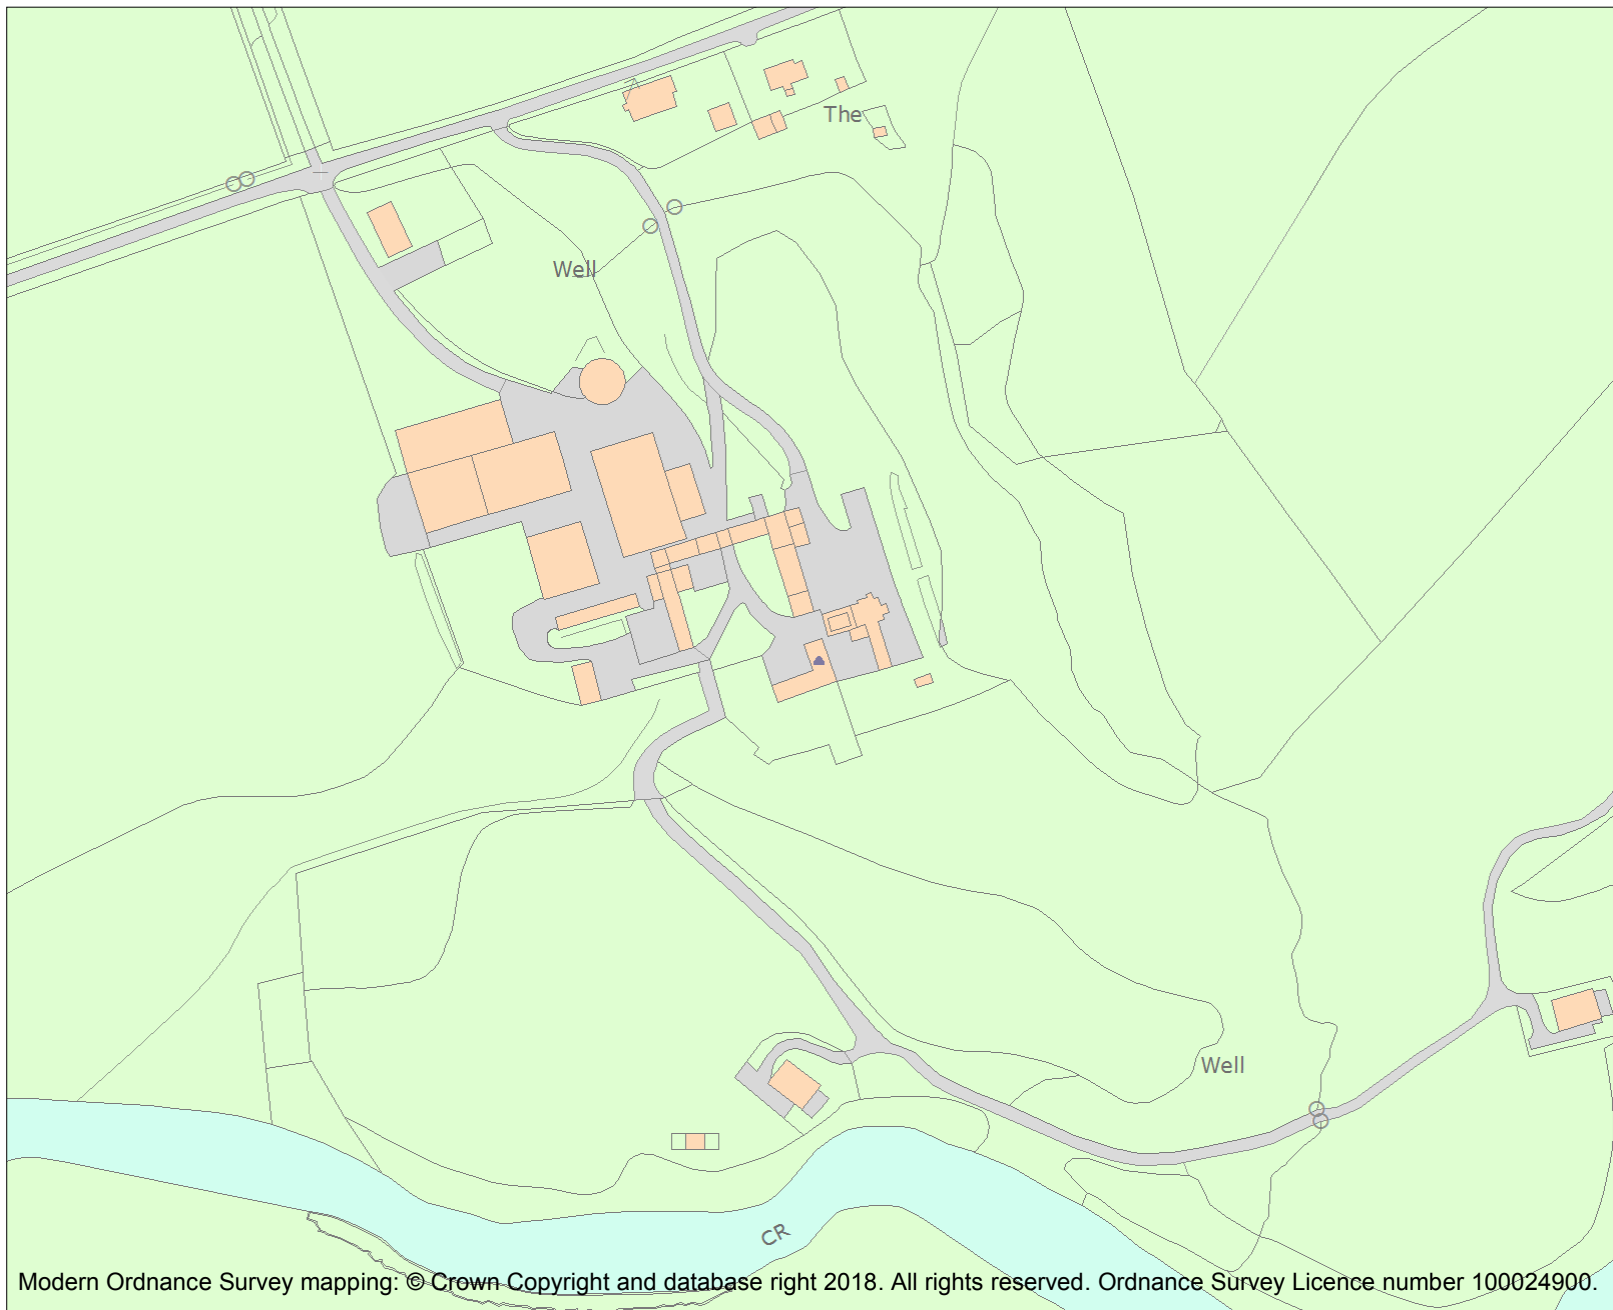 The
Well
Well
CR
Modern Ordnance Survey mapping: © Crown Copyright and database right 2018. All rights reserved. Ordnance Survey Licence number 100024900.